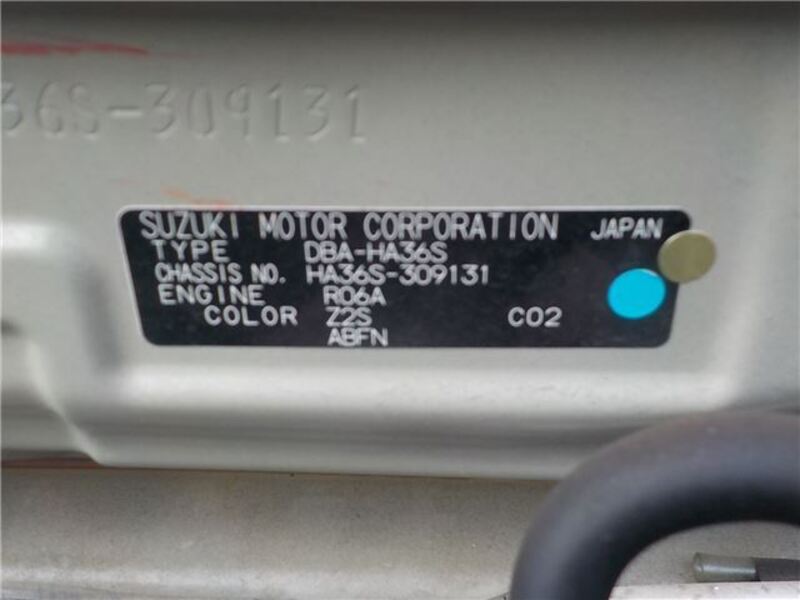 36S-309131
SUZUKI MOTOR CORPORATION JAPAN
TYPE DBA-HA36S
CHASSIS NO. HA36S-309131
ENGINE R06A
COLOR Z2S C02
ABFN